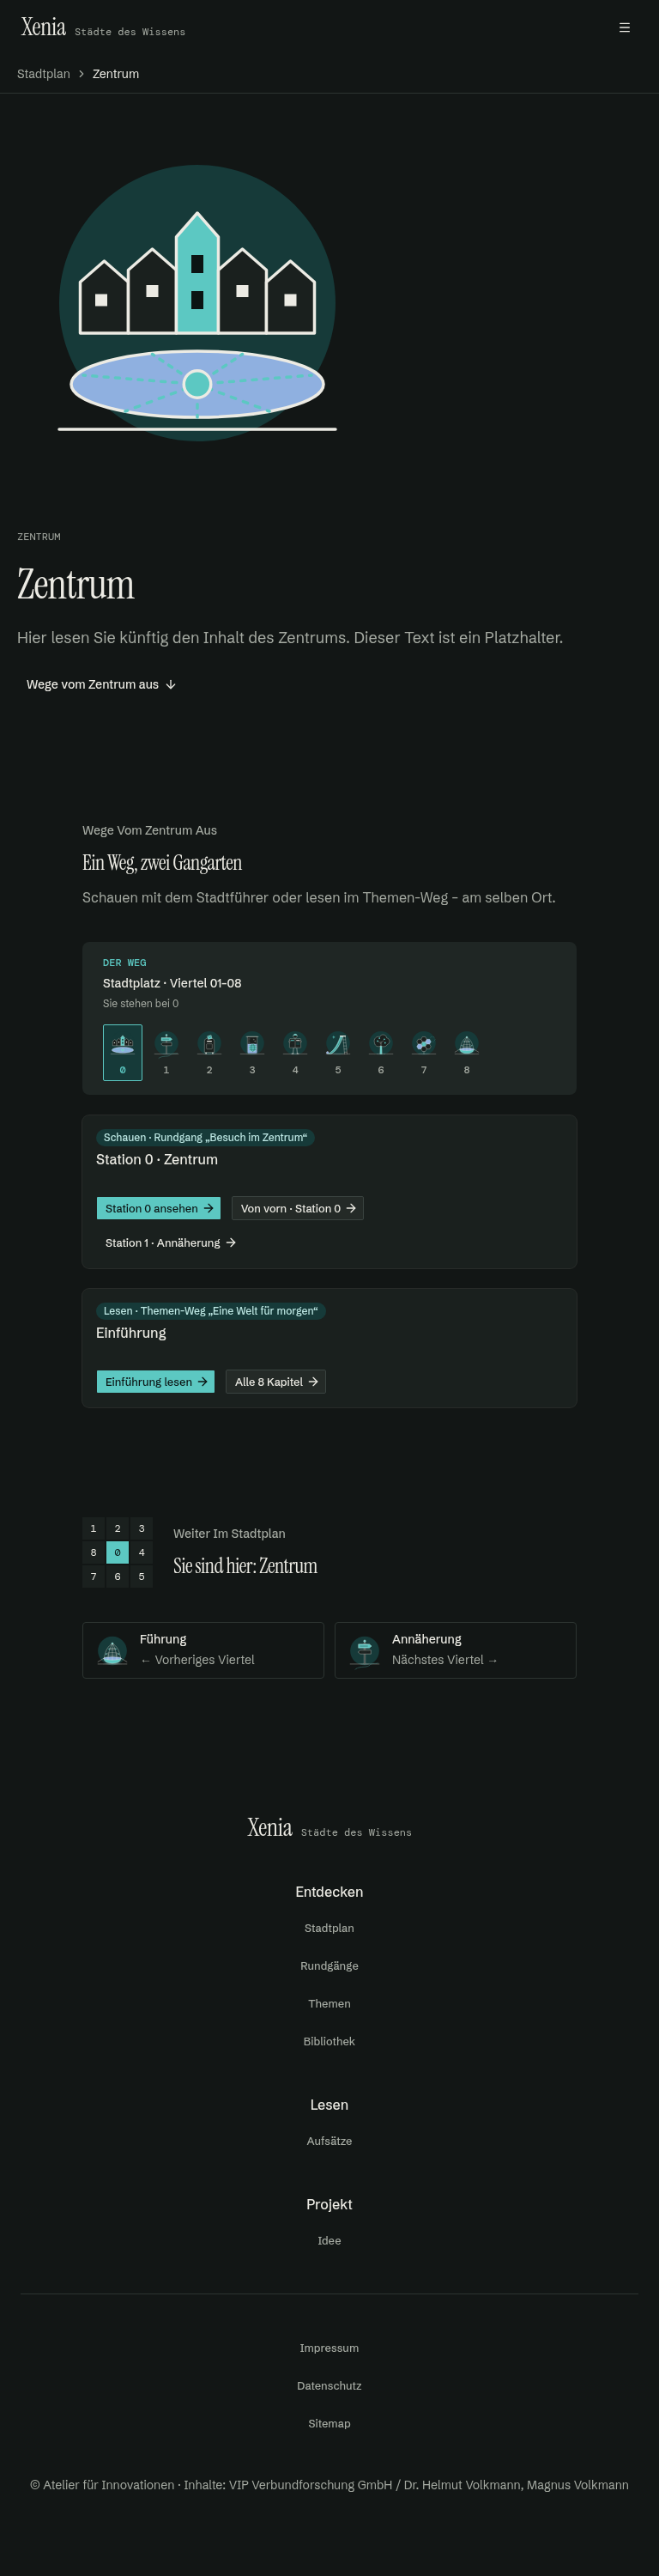 Xenia Städte des Wissens
Stadtplan > Zentrum
ZENTRUM
Zentrum
Hier lesen Sie künftig den Inhalt des Zentrums. Dieser Text ist ein Platzhalter.
Wege vom Zentrum aus ↓
Wege Vom Zentrum Aus
Ein Weg, zwei Gangarten
Schauen mit dem Stadtführer oder lesen im Themen-Weg – am selben Ort.
DER WEG
Stadtplatz · Viertel 01–08
Sie stehen bei 0
0 1 2 3 4 5 6 7 8
Schauen · Rundgang „Besuch im Zentrum“
Station 0 · Zentrum
Station 0 ansehen → Von vorn · Station 0 →
Station 1 · Annäherung →
Lesen · Themen-Weg „Eine Welt für morgen“
Einführung
Einführung lesen → Alle 8 Kapitel →
1 2 3
8 0 4
7 6 5
Weiter Im Stadtplan
Sie sind hier: Zentrum
Führung
← Vorheriges Viertel
Annäherung
Nächstes Viertel →
Xenia Städte des Wissens
Entdecken
Stadtplan
Rundgänge
Themen
Bibliothek
Lesen
Aufsätze
Projekt
Idee
Impressum
Datenschutz
Sitemap
© Atelier für Innovationen · Inhalte: VIP Verbundforschung GmbH / Dr. Helmut Volkmann, Magnus Volkmann